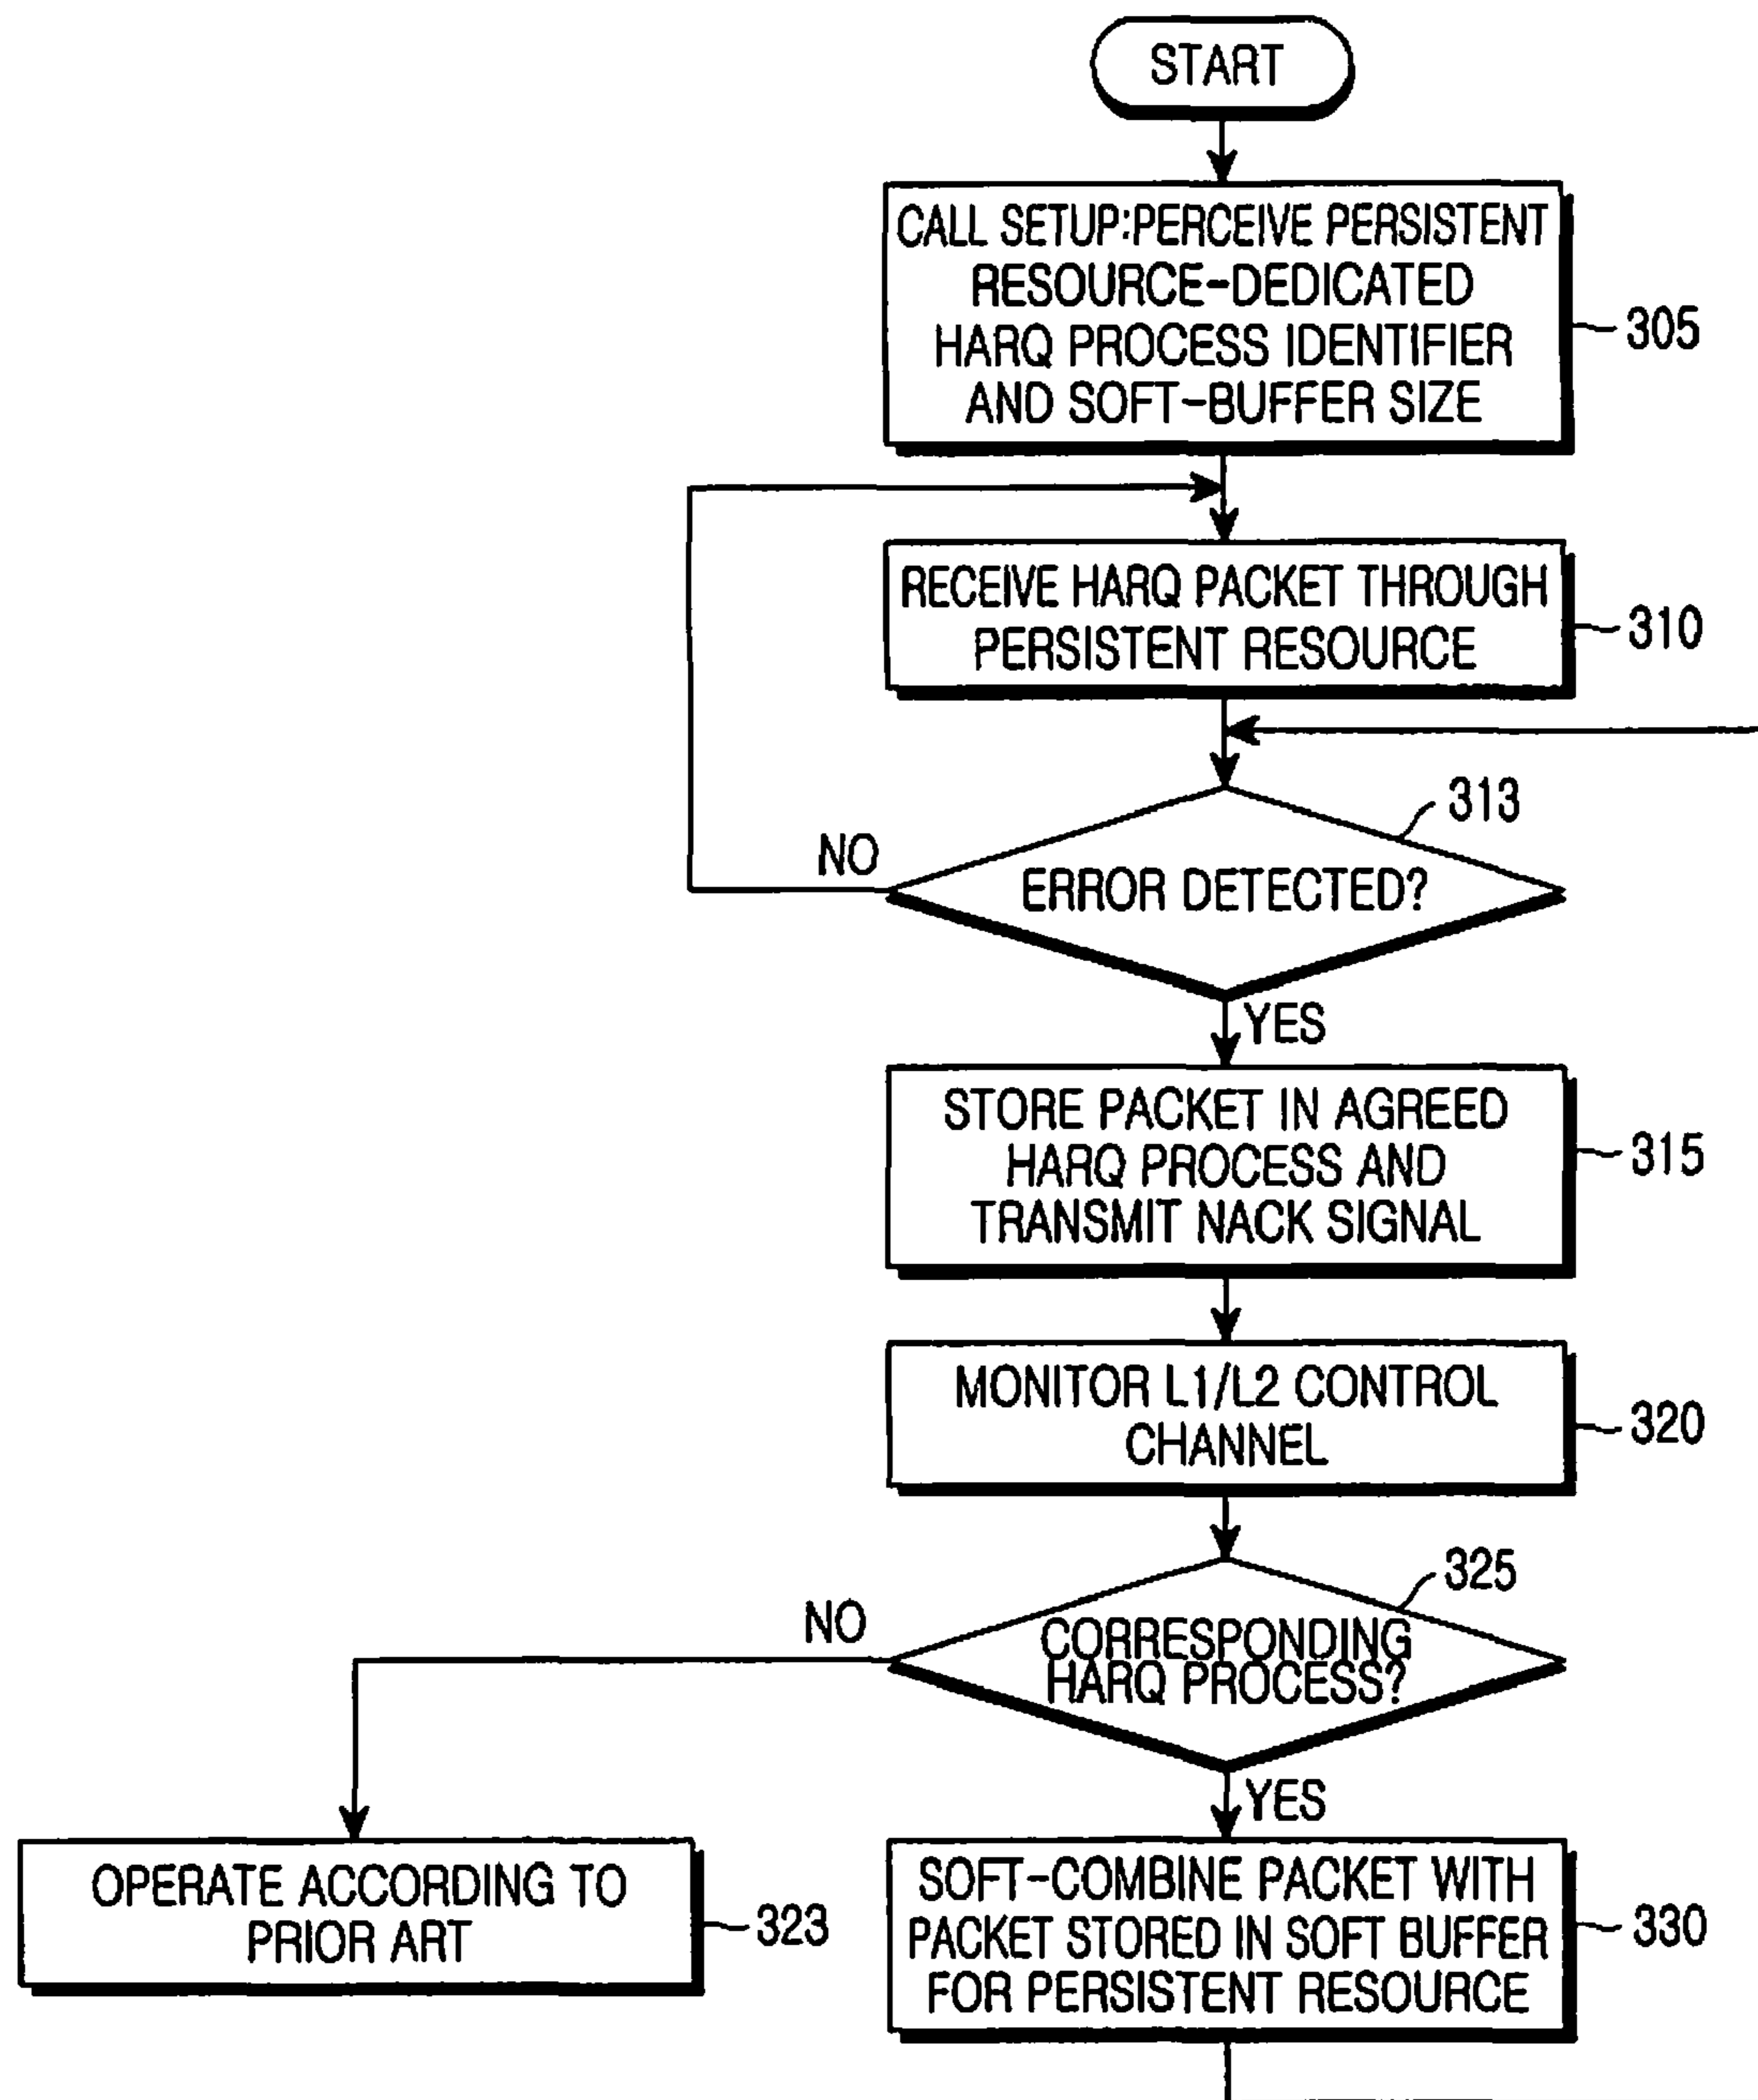 START
CALL SETUP:PERCEIVE PERSISTENT
RESOURCE-DEDICATED
HARQ PROCESS IDENTIFIER
AND SOFT-BUFFER SIZE
305
RECEIVE HARQ PACKET THROUGH
PERSISTENT RESOURCE
310
313
NO
ERROR DETECTED?
YES
STORE PACKET IN AGREED
HARQ PROCESS AND
TRANSMIT NACK SIGNAL
315
MONITOR L1/L2 CONTROL
CHANNEL
320
325
NO
CORRESPONDING
HARQ PROCESS?
YES
OPERATE ACCORDING TO
PRIOR ART
323
SOFT-COMBINE PACKET WITH
PACKET STORED IN SOFT BUFFER
FOR PERSISTENT RESOURCE
330